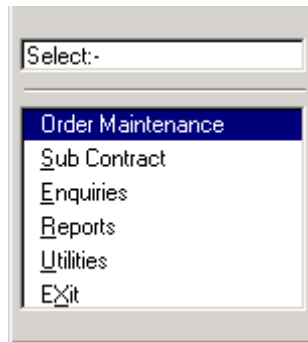 Select:-
Order Maintenance
Sub Contract
Enquiries
Reports
Utilities
EXit